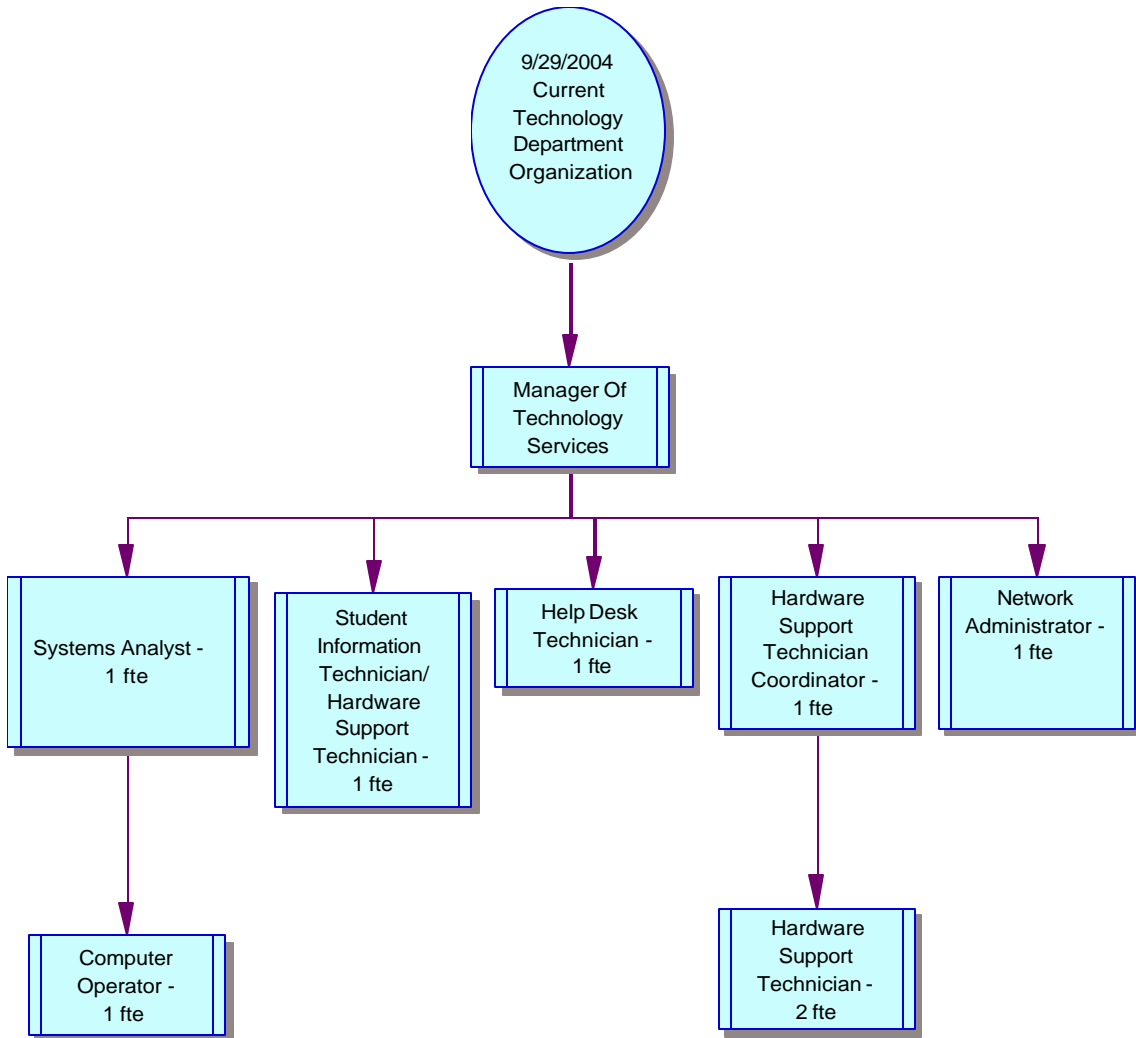 9/29/2004
Current
Technology
Department
Organization
Manager Of
Technology
Services
Systems Analyst -
1 fte
Student
Information
Technician/
Hardware
Support
Technician -
1 fte
Help Desk
Technician -
1 fte
Hardware
Support
Technician
Coordinator -
1 fte
Network
Administrator -
1 fte
Computer
Operator -
1 fte
Hardware
Support
Technician -
2 fte